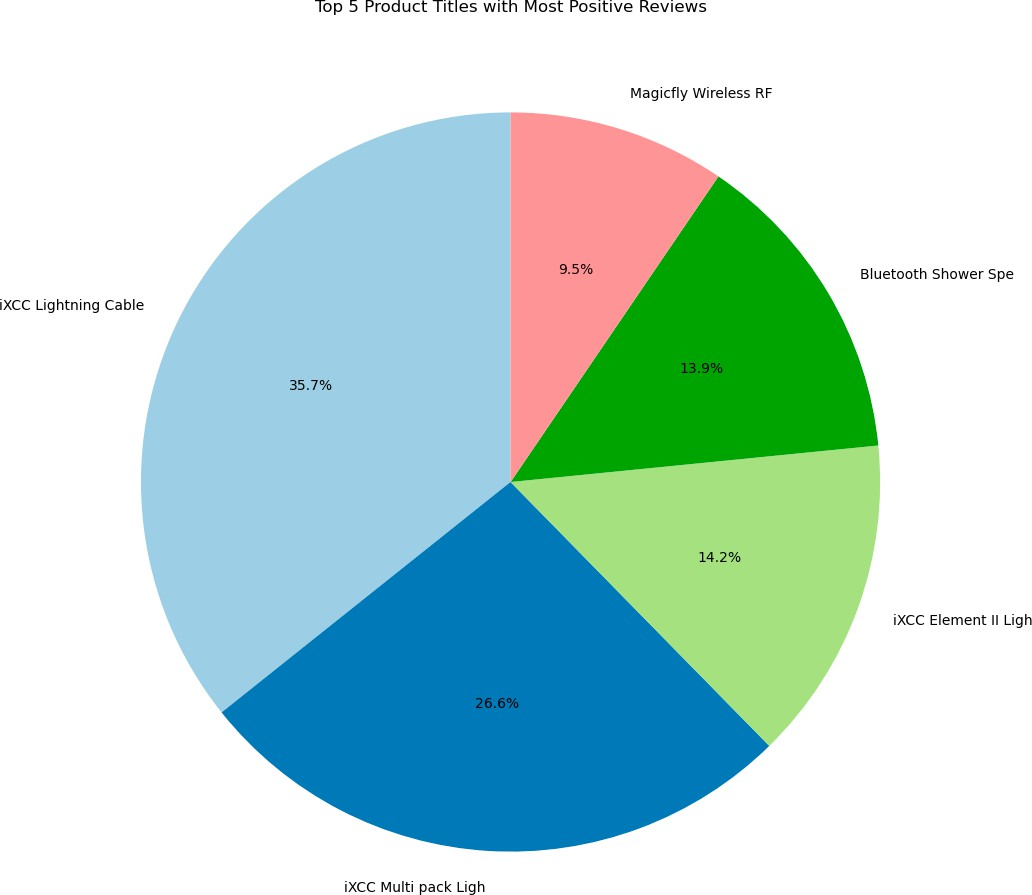 Top 5 Product Titles with Most Positive Reviews
Magicfly Wireless RF
9.5%
Bluetooth Shower Spe
13.9%
iXCC Lightning Cable
35.7%
14.2%
iXCC Element II Ligh
26.6%
iXCC Multi pack Ligh